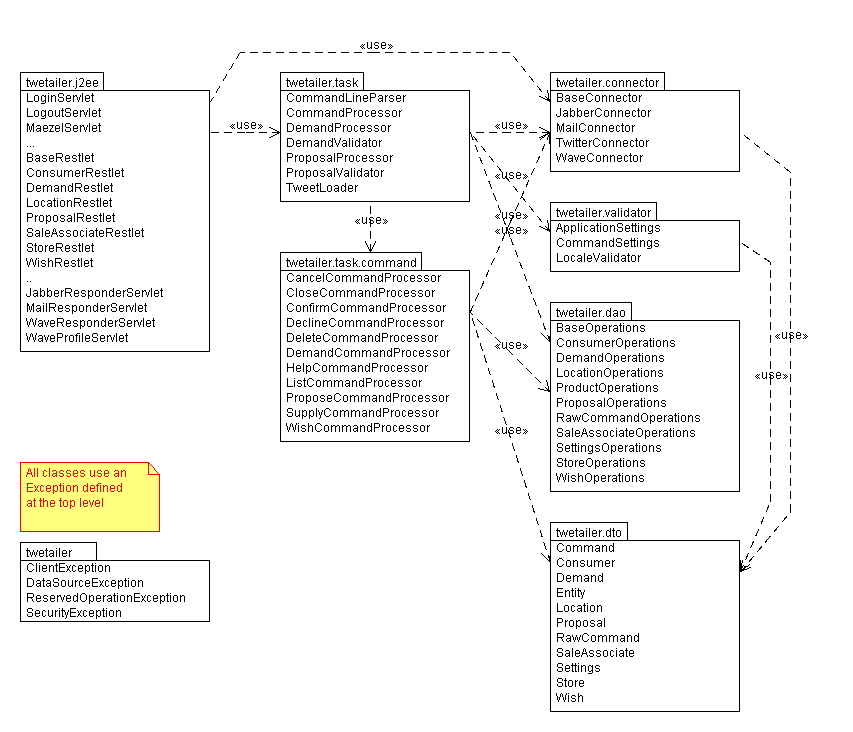 «use»
twetailer.j2ee
LoginServlet
LogoutServlet
MaezelServlet
...
BaseRestlet
ConsumerRestlet
DemandRestlet
LocationRestlet
ProposalRestlet
SaleAssociateRestlet
StoreRestlet
WishRestlet
..
JabberResponderServlet
MailResponderServlet
WaveResponderServlet
WaveProfileServlet
«use»
twetailer.task
CommandLineParser
CommandProcessor
DemandProcessor
DemandValidator
ProposalProcessor
ProposalValidator
TweetLoader
«use»
twetailer.task.command
CancelCommandProcessor
CloseCommandProcessor
ConfirmCommandProcessor
DeclineCommandProcessor
DeleteCommandProcessor
DemandCommandProcessor
HelpCommandProcessor
ListCommandProcessor
ProposeCommandProcessor
SupplyCommandProcessor
WishCommandProcessor
«use»
«use»
«use»
«use»
«use»
«use»
twetailer.connector
BaseConnector
JabberConnector
MailConnector
TwitterConnector
WaveConnector
twetailer.validator
ApplicationSettings
CommandSettings
LocaleValidator
twetailer.dao
BaseOperations
ConsumerOperations
DemandOperations
LocationOperations
ProductOperations
ProposalOperations
RawCommandOperations
SaleAssociateOperations
SettingsOperations
StoreOperations
WishOperations
«use»
«use»
twetailer.dto
Command
Consumer
Demand
Entity
Location
Proposal
RawCommand
SaleAssociate
Settings
Store
Wish
All classes use an
Exception defined
at the top level
twetailer
ClientException
DataSourceException
ReservedOperationException
SecurityException